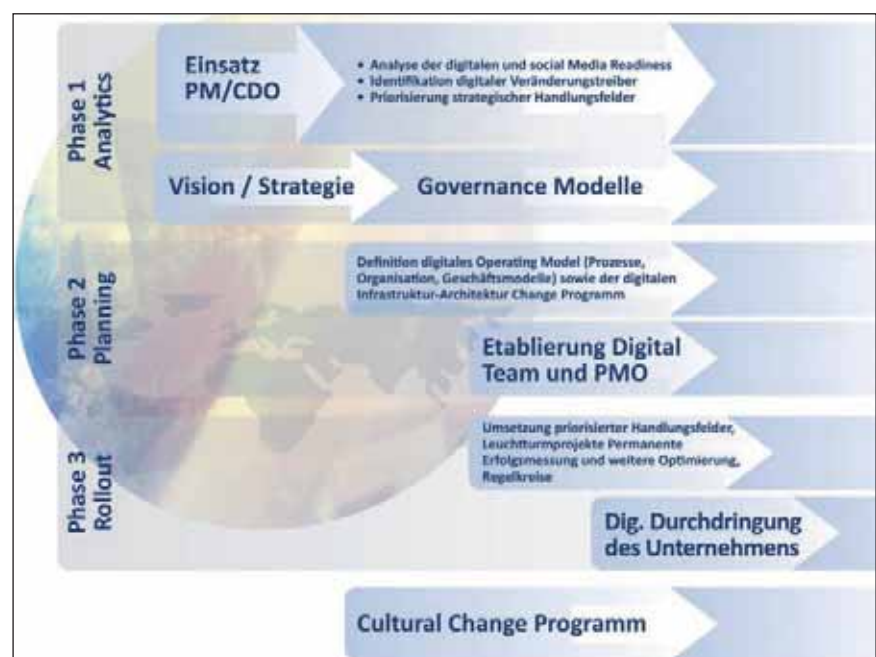 Phase 1
Analytics
Einsatz
PM/CDO
• Analyse der digitalen und social Media Readiness
• Identifikation digitaler Veränderungstreiber
• Priorisierung strategischer Handlungsfelder
Vision / Strategie
Governance Modelle
Phase 2
Planning
Definition digitales Operating Model (Prozesse,
Organisation, Geschäftsmodelle) sowie der digitalen
Infrastruktur-Architektur Change Programm
Etablierung Digital
Team und PMO
Phase 3
Rollout
Umsetzung priorisierter Handlungsfelder,
Leuchtturmprojekte Permanente
Erfolgsmessung und weitere Optimierung,
Regelkreise
Dig. Durchdringung
des Unternehmens
Cultural Change Programm